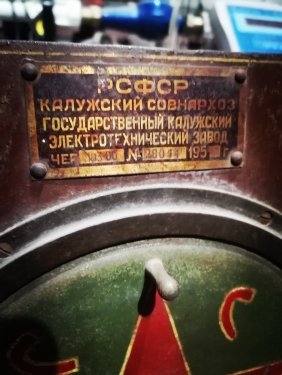 РСФСР
КАЛУЖСКИЙ СОВНАРХОЗ
ГОСУДАРСТВЕННЫЙ КАЛУЖСКИЙ
ЭЛЕКТРОТЕХНИЧЕСКИЙ ЗАВОД
ЧЕР № 195 г